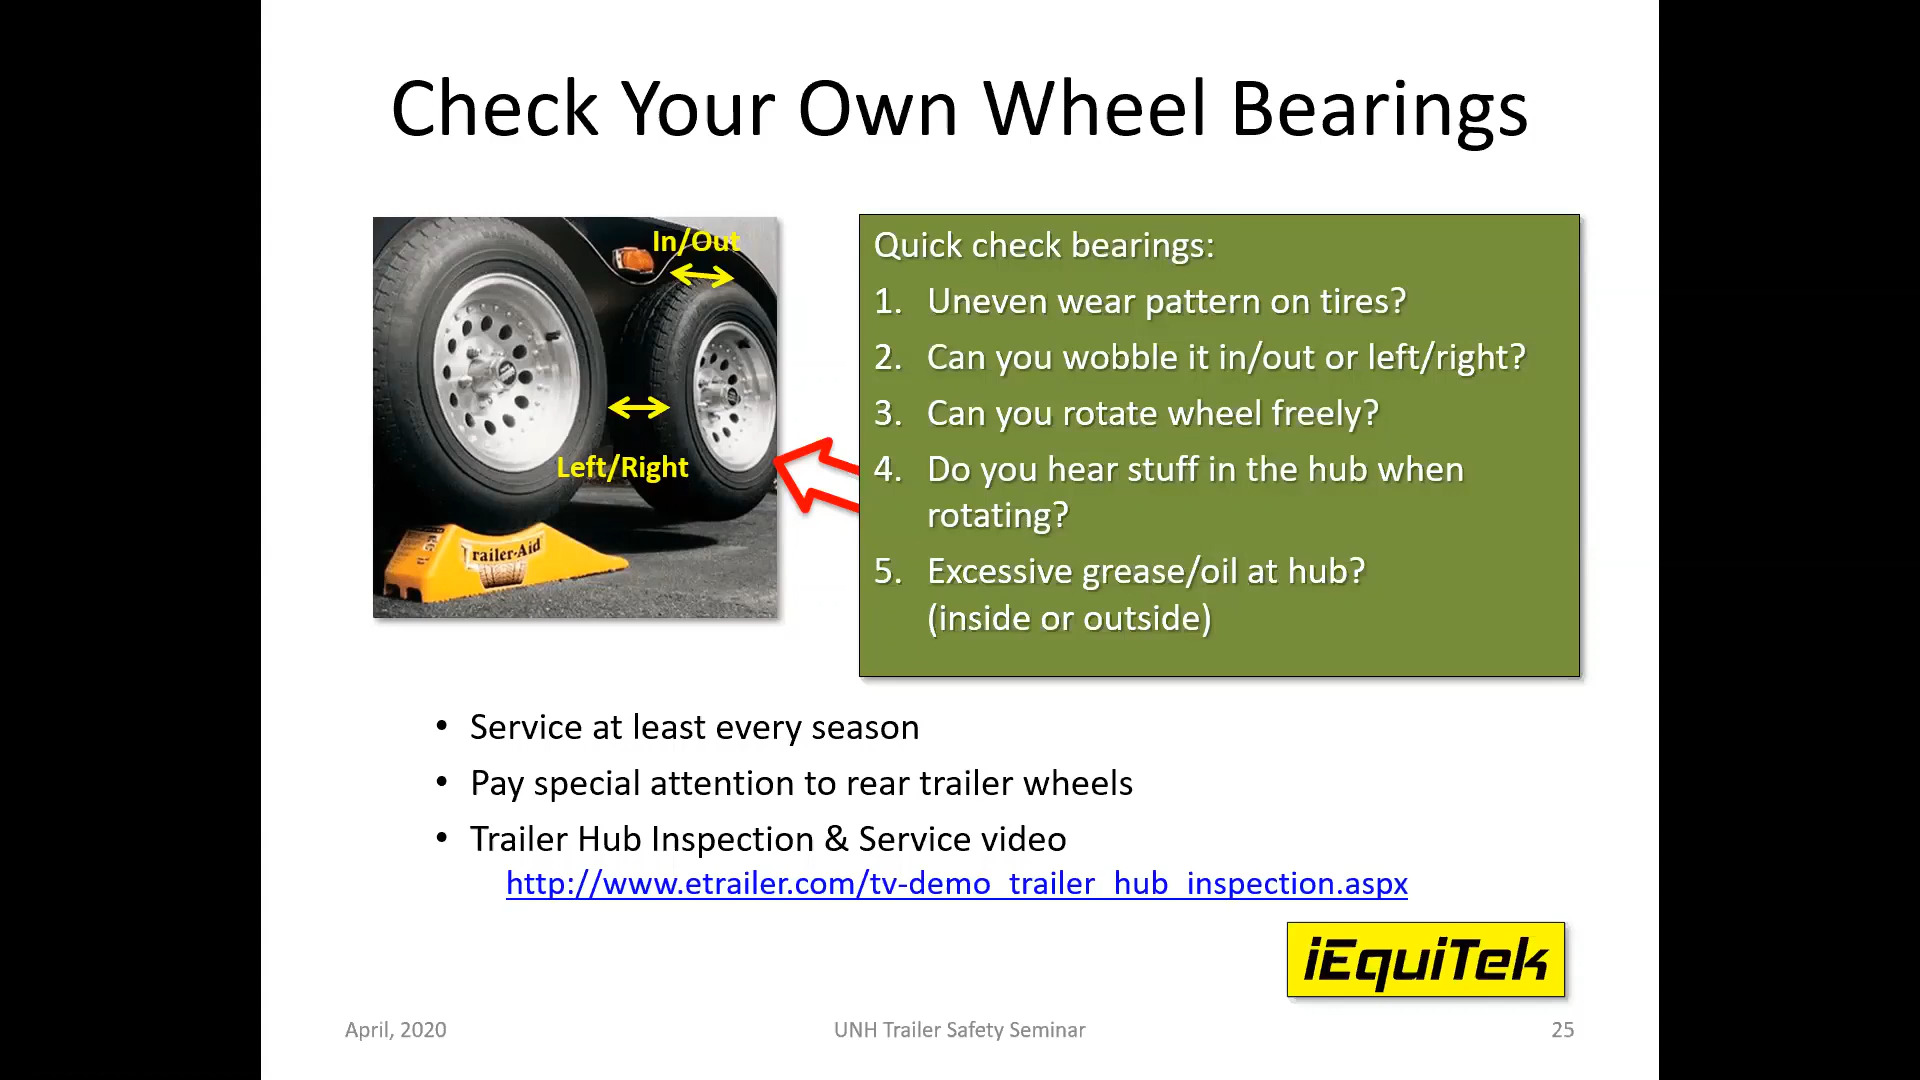 Check Your Own Wheel Bearings
In/Out
Left/Right
Trailer-Aid
Quick check bearings:
1. Uneven wear pattern on tires?
2. Can you wobble it in/out or left/right?
3. Can you rotate wheel freely?
4. Do you hear stuff in the hub when
rotating?
5. Excessive grease/oil at hub?
(inside or outside)
• Service at least every season
• Pay special attention to rear trailer wheels
• Trailer Hub Inspection & Service video
http://www.etrailer.com/tv-demo_trailer_hub_inspection.aspx
iEquiTek
April, 2020
UNH Trailer Safety Seminar
25